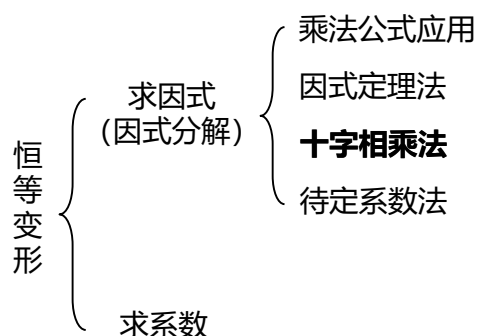 恒等变形
求因式
(因式分解)
乘法公式应用
因式定理法
十字相乘法
待定系数法
求系数